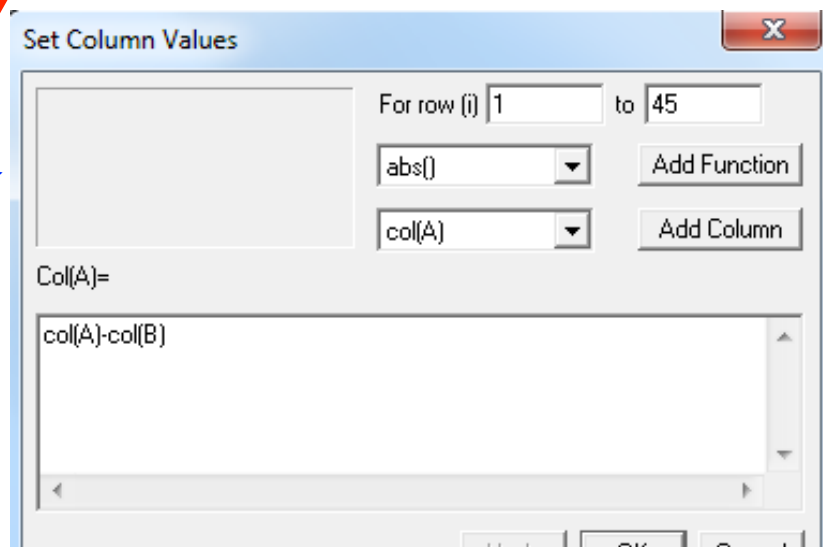 Set Column Values
For row (i) 1 to 45
abs() Add Function
col(A) Add Column
Col(A)=
col(A)-col(B)
OK